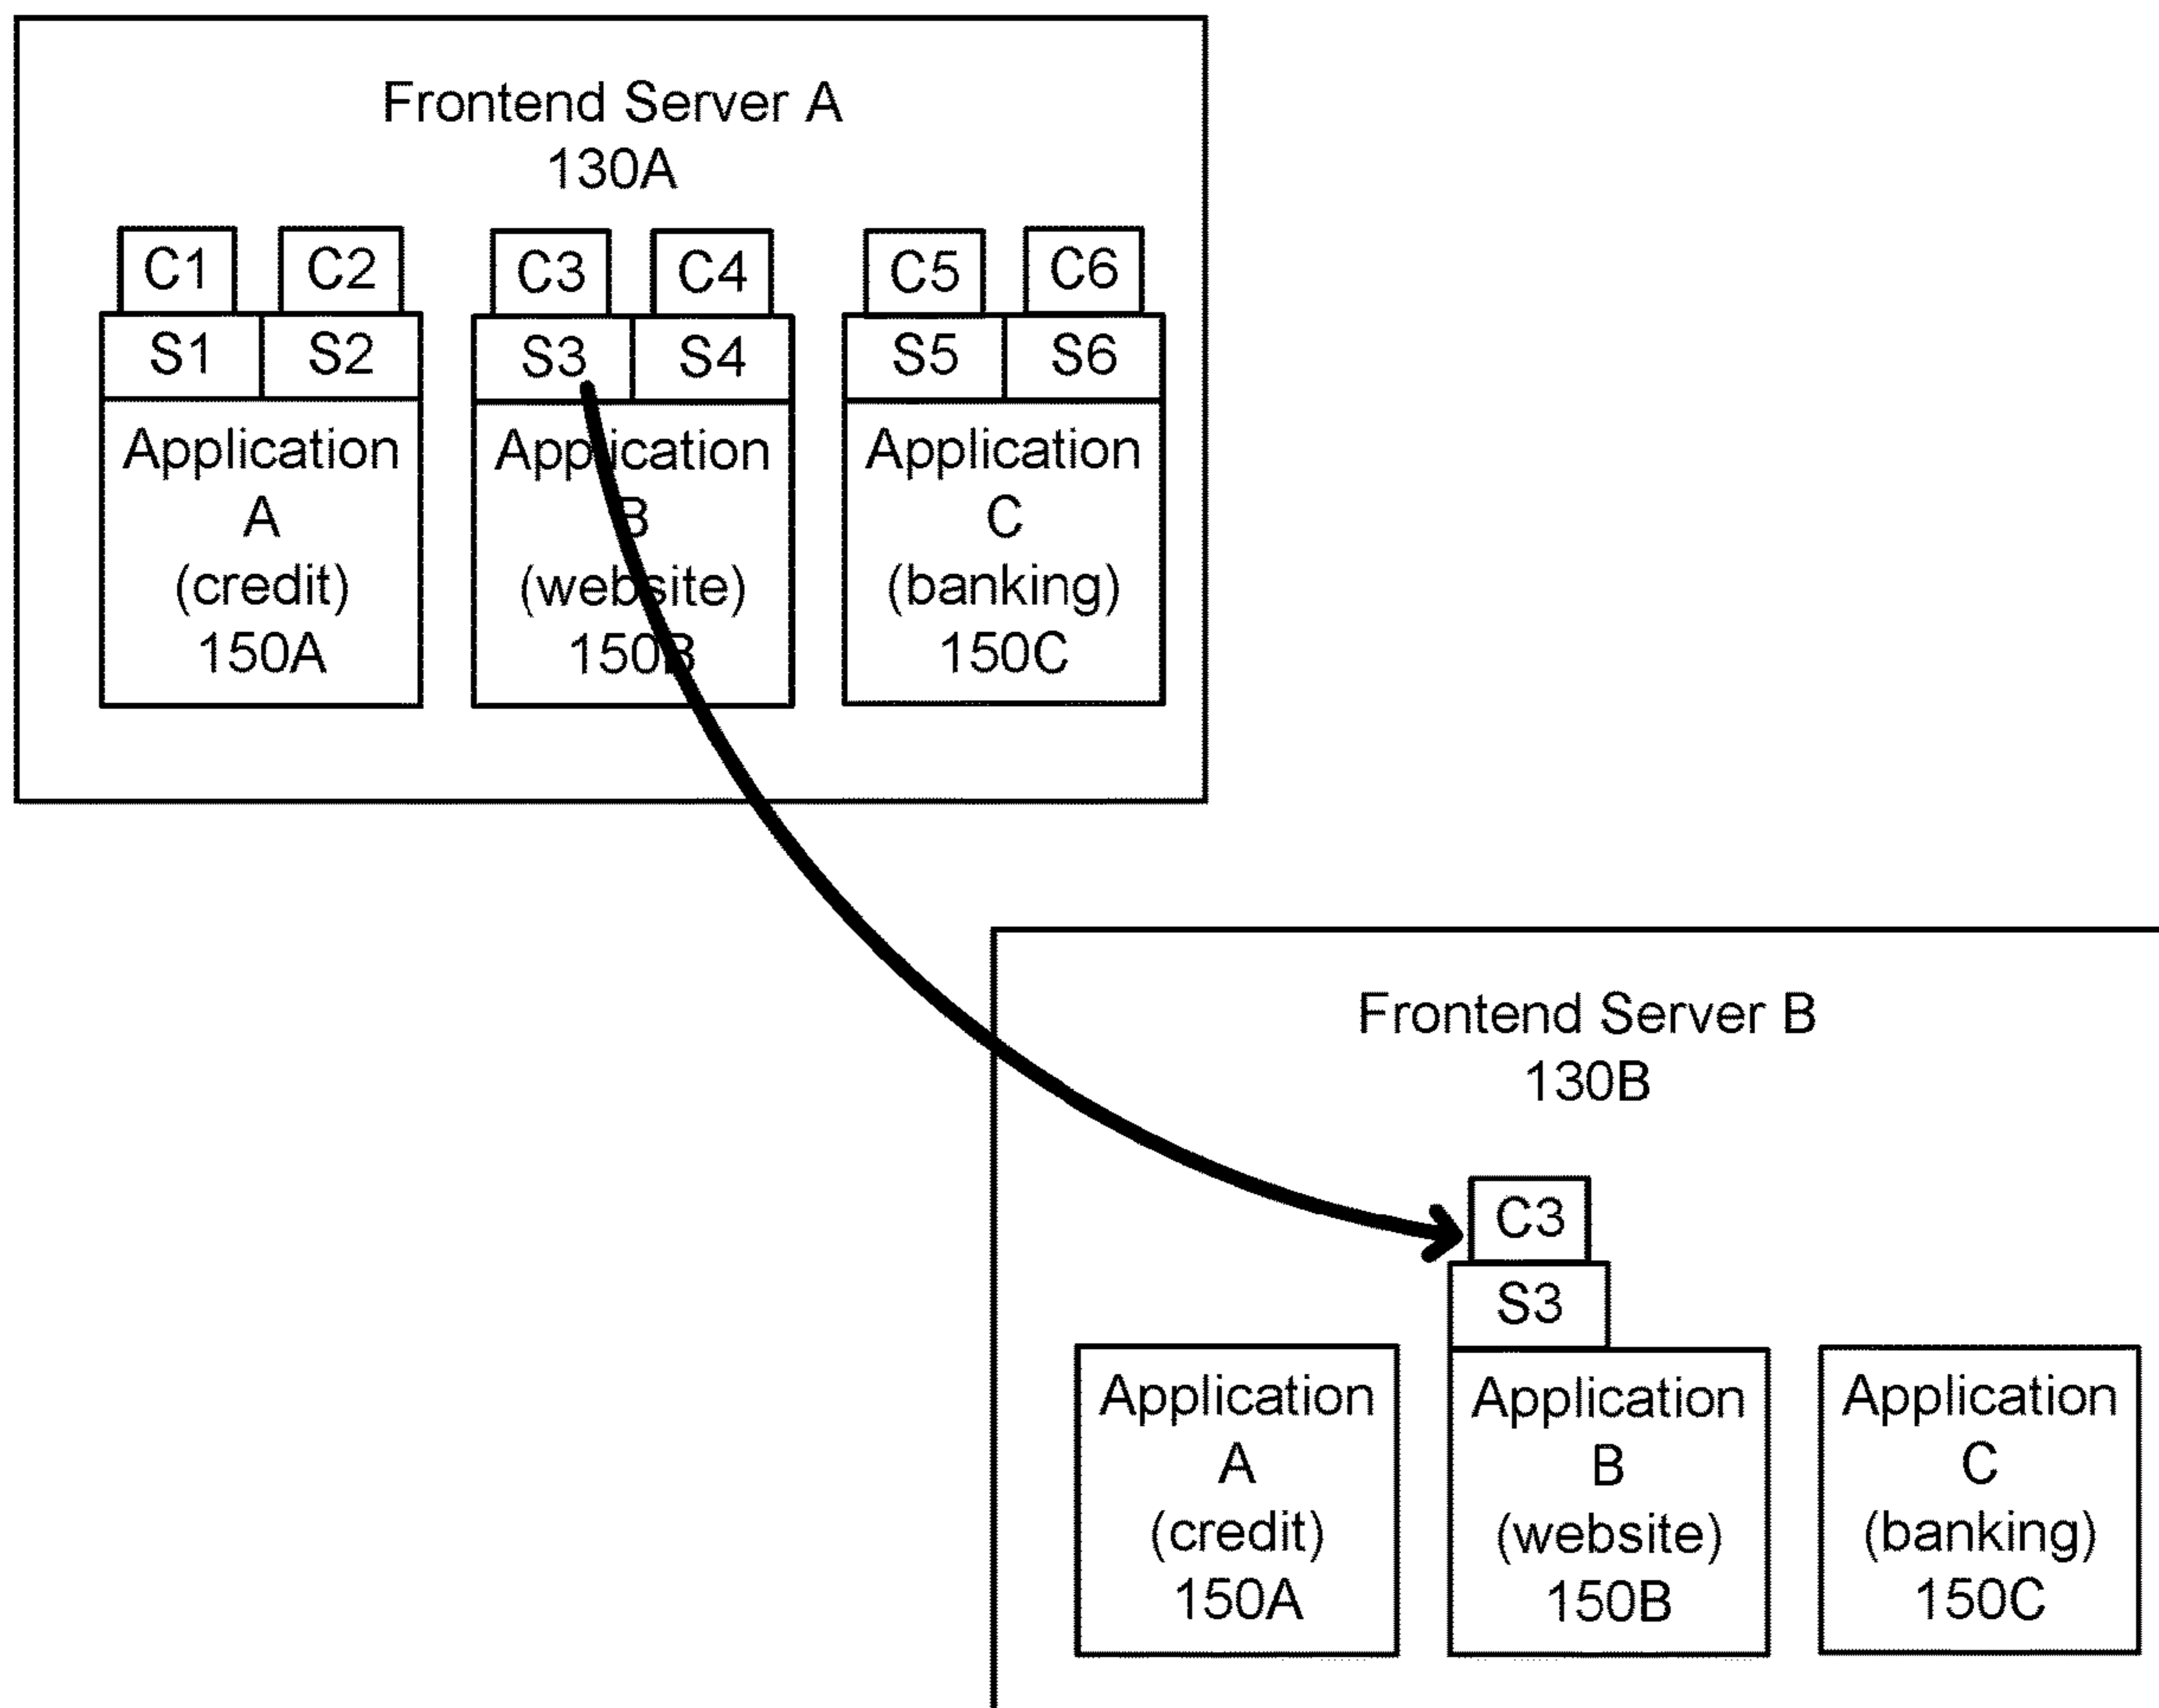 Frontend Server A
130A
C1 C2 C3 C4 C5 C6
S1 S2 S3 S4 S5 S6
Application Application Application
A B C
(credit) (website) (banking)
150A 150B 150C
Frontend Server B
130B
C3
S3
Application Application Application
A B C
(credit) (website) (banking)
150A 150B 150C